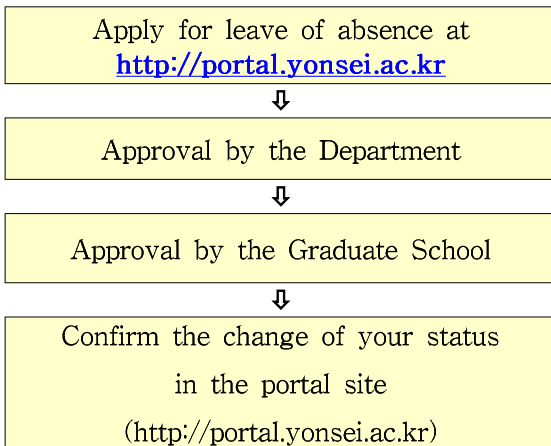 Apply for leave of absence at
http://portal.yonsei.ac.kr
Approval by the Department
Approval by the Graduate School
Confirm the change of your status
in the portal site
(http://portal.yonsei.ac.kr)